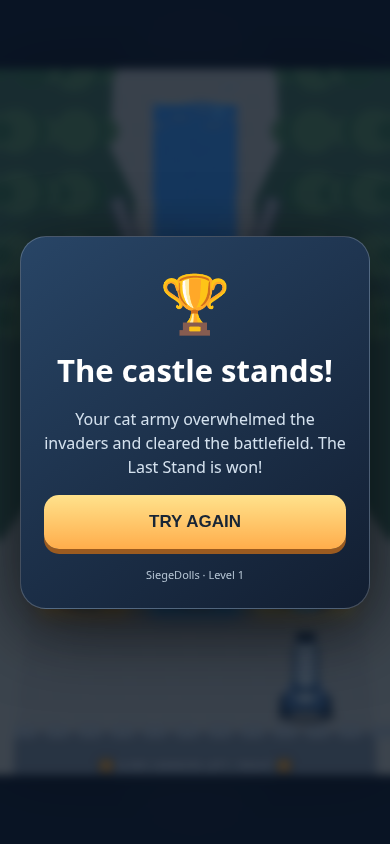 The castle stands!
Your cat army overwhelmed the
invaders and cleared the battlefield. The
Last Stand is won!
TRY AGAIN
SiegeDolls · Level 1